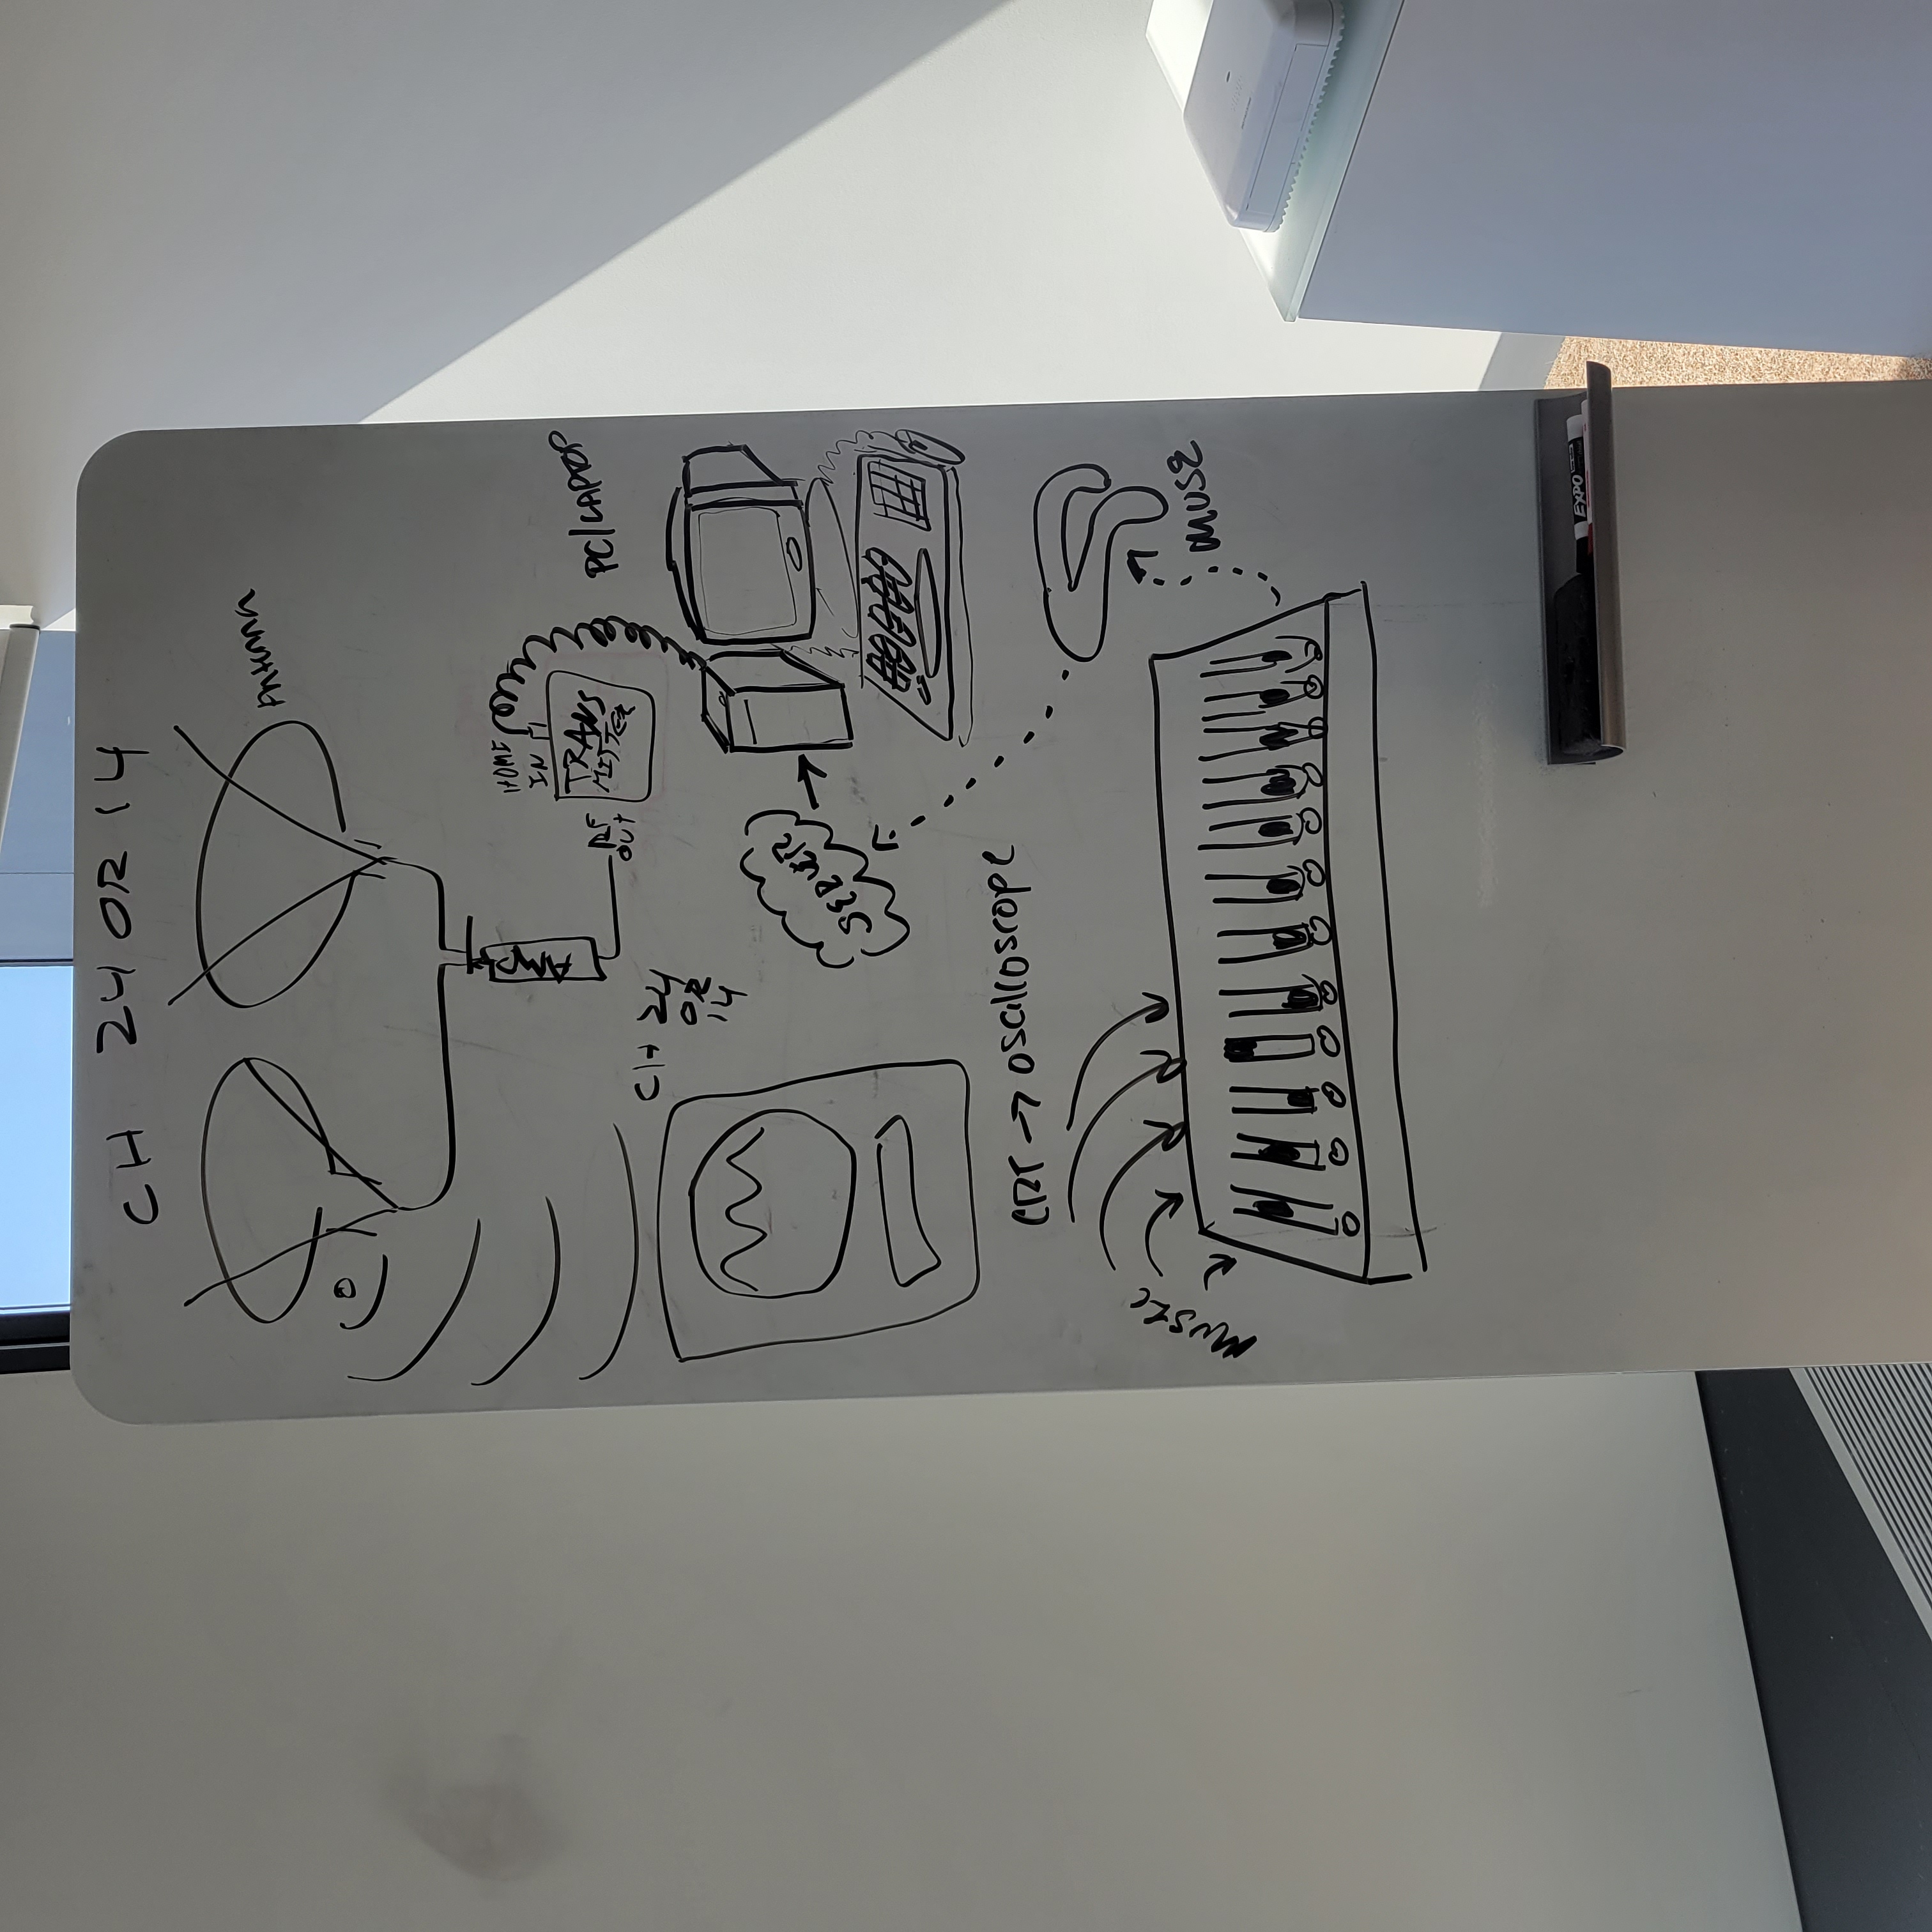 CH 24 OR 14
Antenna
AMP
HOME
IN
TRANS
MITTER
RF
OUT
PC/LAPTOP
CH 24
OR
14
SERVER
CRT → oscilloscope
MUSIC
MUSE
EXPO